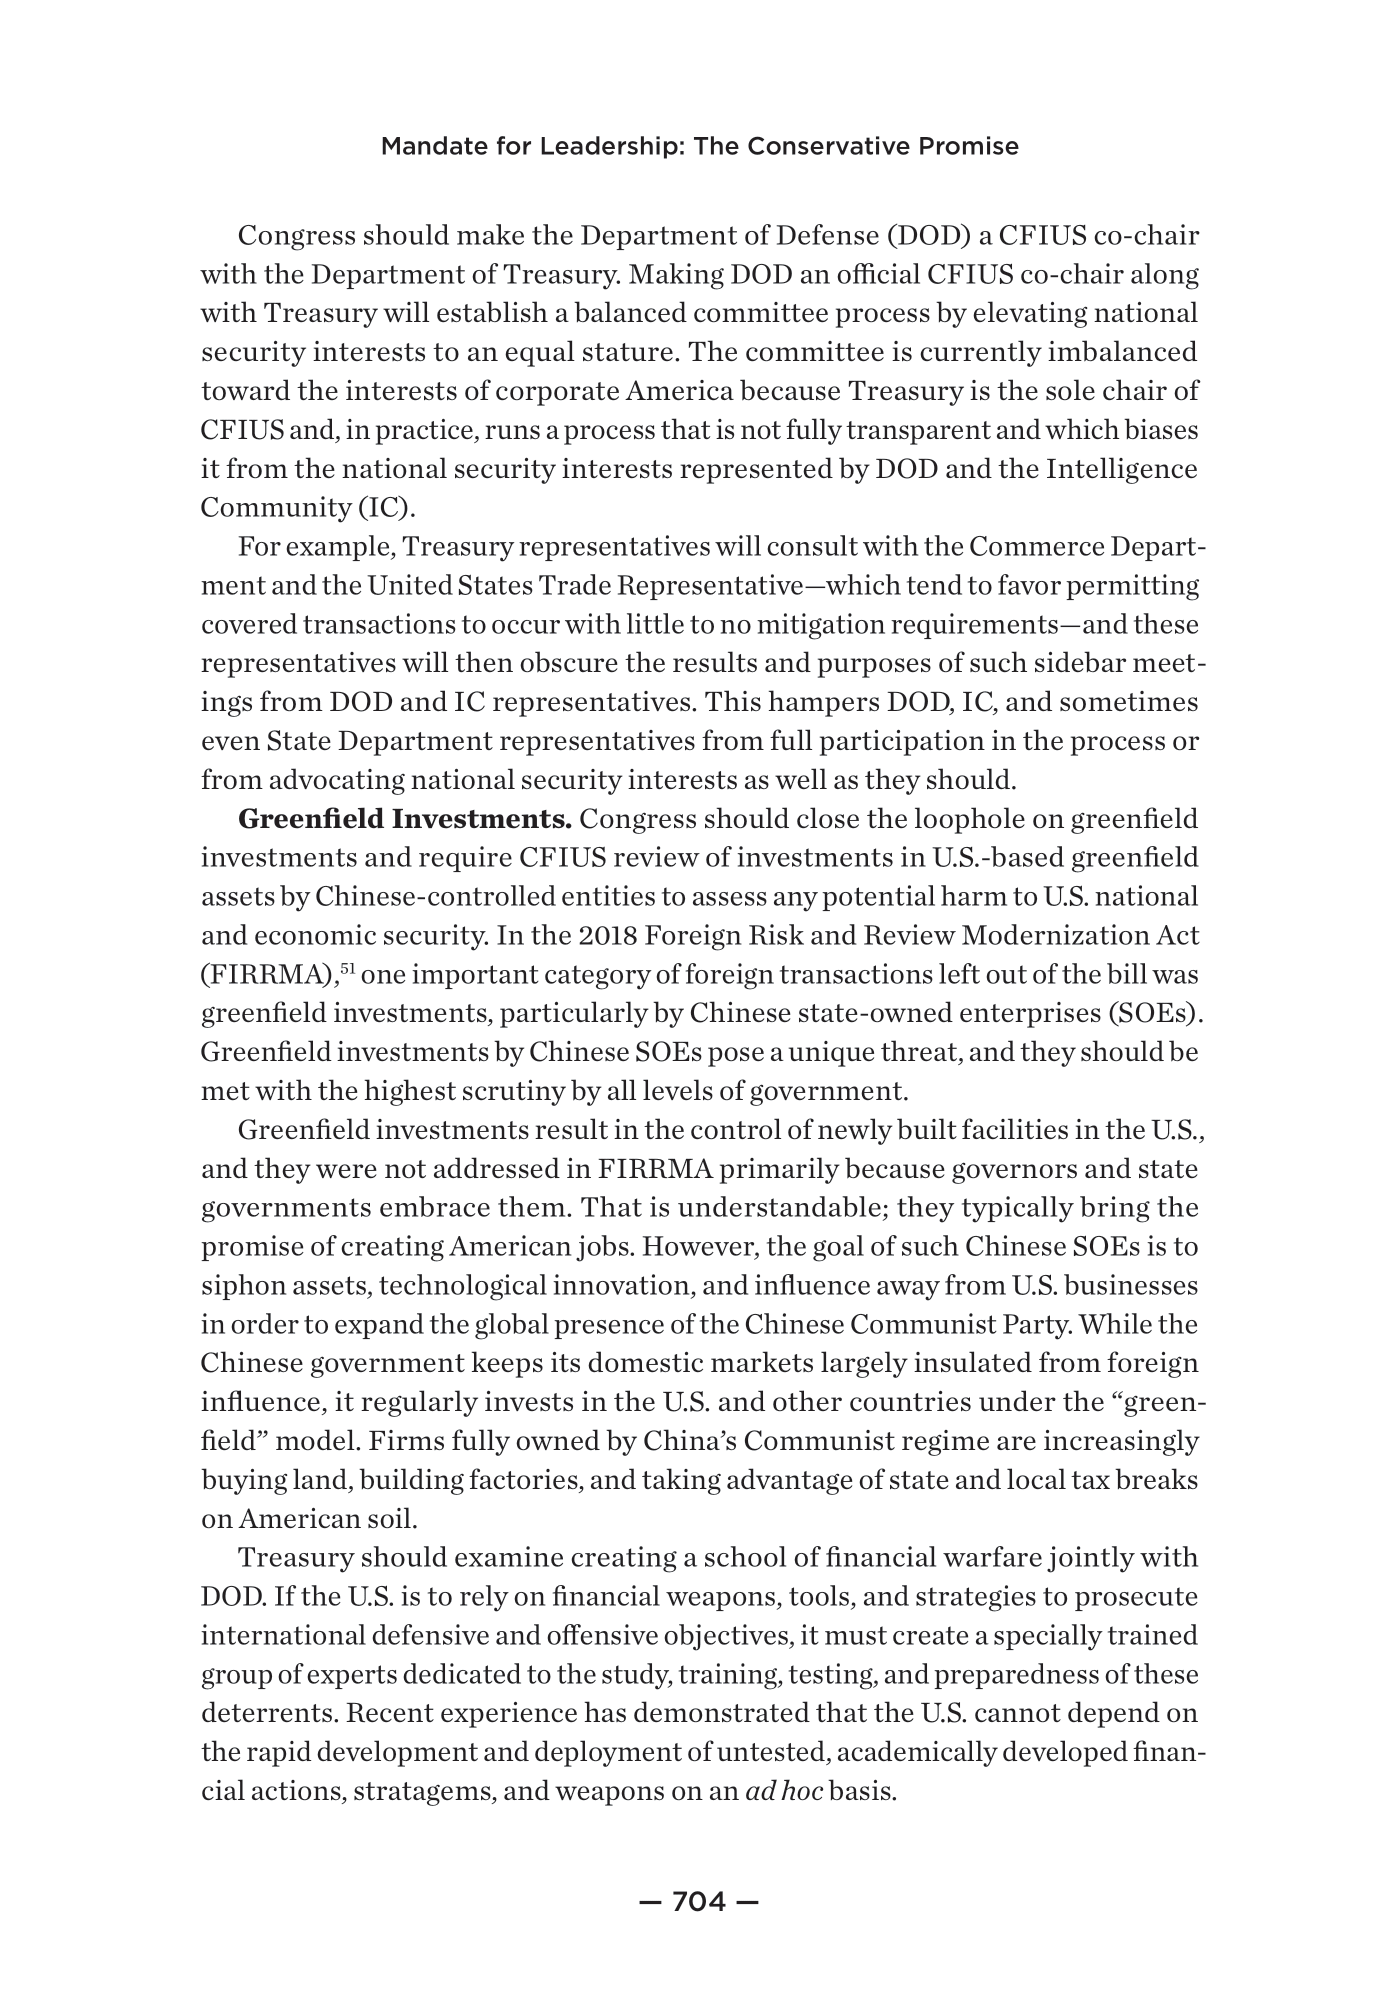 Mandate for Leadership: The Conservative Promise
Congress should make the Department of Defense (DOD) a CFIUS co-chair
with the Department of Treasury. Making DOD an official CFIUS co-chair along
with Treasury will establish a balanced committee process by elevating national
security interests to an equal stature. The committee is currently imbalanced
toward the interests of corporate America because Treasury is the sole chair of
CFIUS and, in practice, runs a process that is not fully transparent and which biases
it from the national security interests represented by DOD and the Intelligence
Community (IC).
For example, Treasury representatives will consult with the Commerce Depart-
ment and the United States Trade Representative—which tend to favor permitting
covered transactions to occur with little to no mitigation requirements—and these
representatives will then obscure the results and purposes of such sidebar meet-
ings from DOD and IC representatives. This hampers DOD, IC, and sometimes
even State Department representatives from full participation in the process or
from advocating national security interests as well as they should.
Greenfield Investments. Congress should close the loophole on greenfield
investments and require CFIUS review of investments in U.S.-based greenfield
assets by Chinese-controlled entities to assess any potential harm to U.S. national
and economic security. In the 2018 Foreign Risk and Review Modernization Act
(FIRRMA),51 one important category of foreign transactions left out of the bill was
greenfield investments, particularly by Chinese state-owned enterprises (SOEs).
Greenfield investments by Chinese SOEs pose a unique threat, and they should be
met with the highest scrutiny by all levels of government.
Greenfield investments result in the control of newly built facilities in the U.S.,
and they were not addressed in FIRRMA primarily because governors and state
governments embrace them. That is understandable; they typically bring the
promise of creating American jobs. However, the goal of such Chinese SOEs is to
siphon assets, technological innovation, and influence away from U.S. businesses
in order to expand the global presence of the Chinese Communist Party. While the
Chinese government keeps its domestic markets largely insulated from foreign
influence, it regularly invests in the U.S. and other countries under the “green-
field” model. Firms fully owned by China’s Communist regime are increasingly
buying land, building factories, and taking advantage of state and local tax breaks
on American soil.
Treasury should examine creating a school of financial warfare jointly with
DOD. If the U.S. is to rely on financial weapons, tools, and strategies to prosecute
international defensive and offensive objectives, it must create a specially trained
group of experts dedicated to the study, training, testing, and preparedness of these
deterrents. Recent experience has demonstrated that the U.S. cannot depend on
the rapid development and deployment of untested, academically developed finan-
cial actions, stratagems, and weapons on an ad hoc basis.
— 704 —